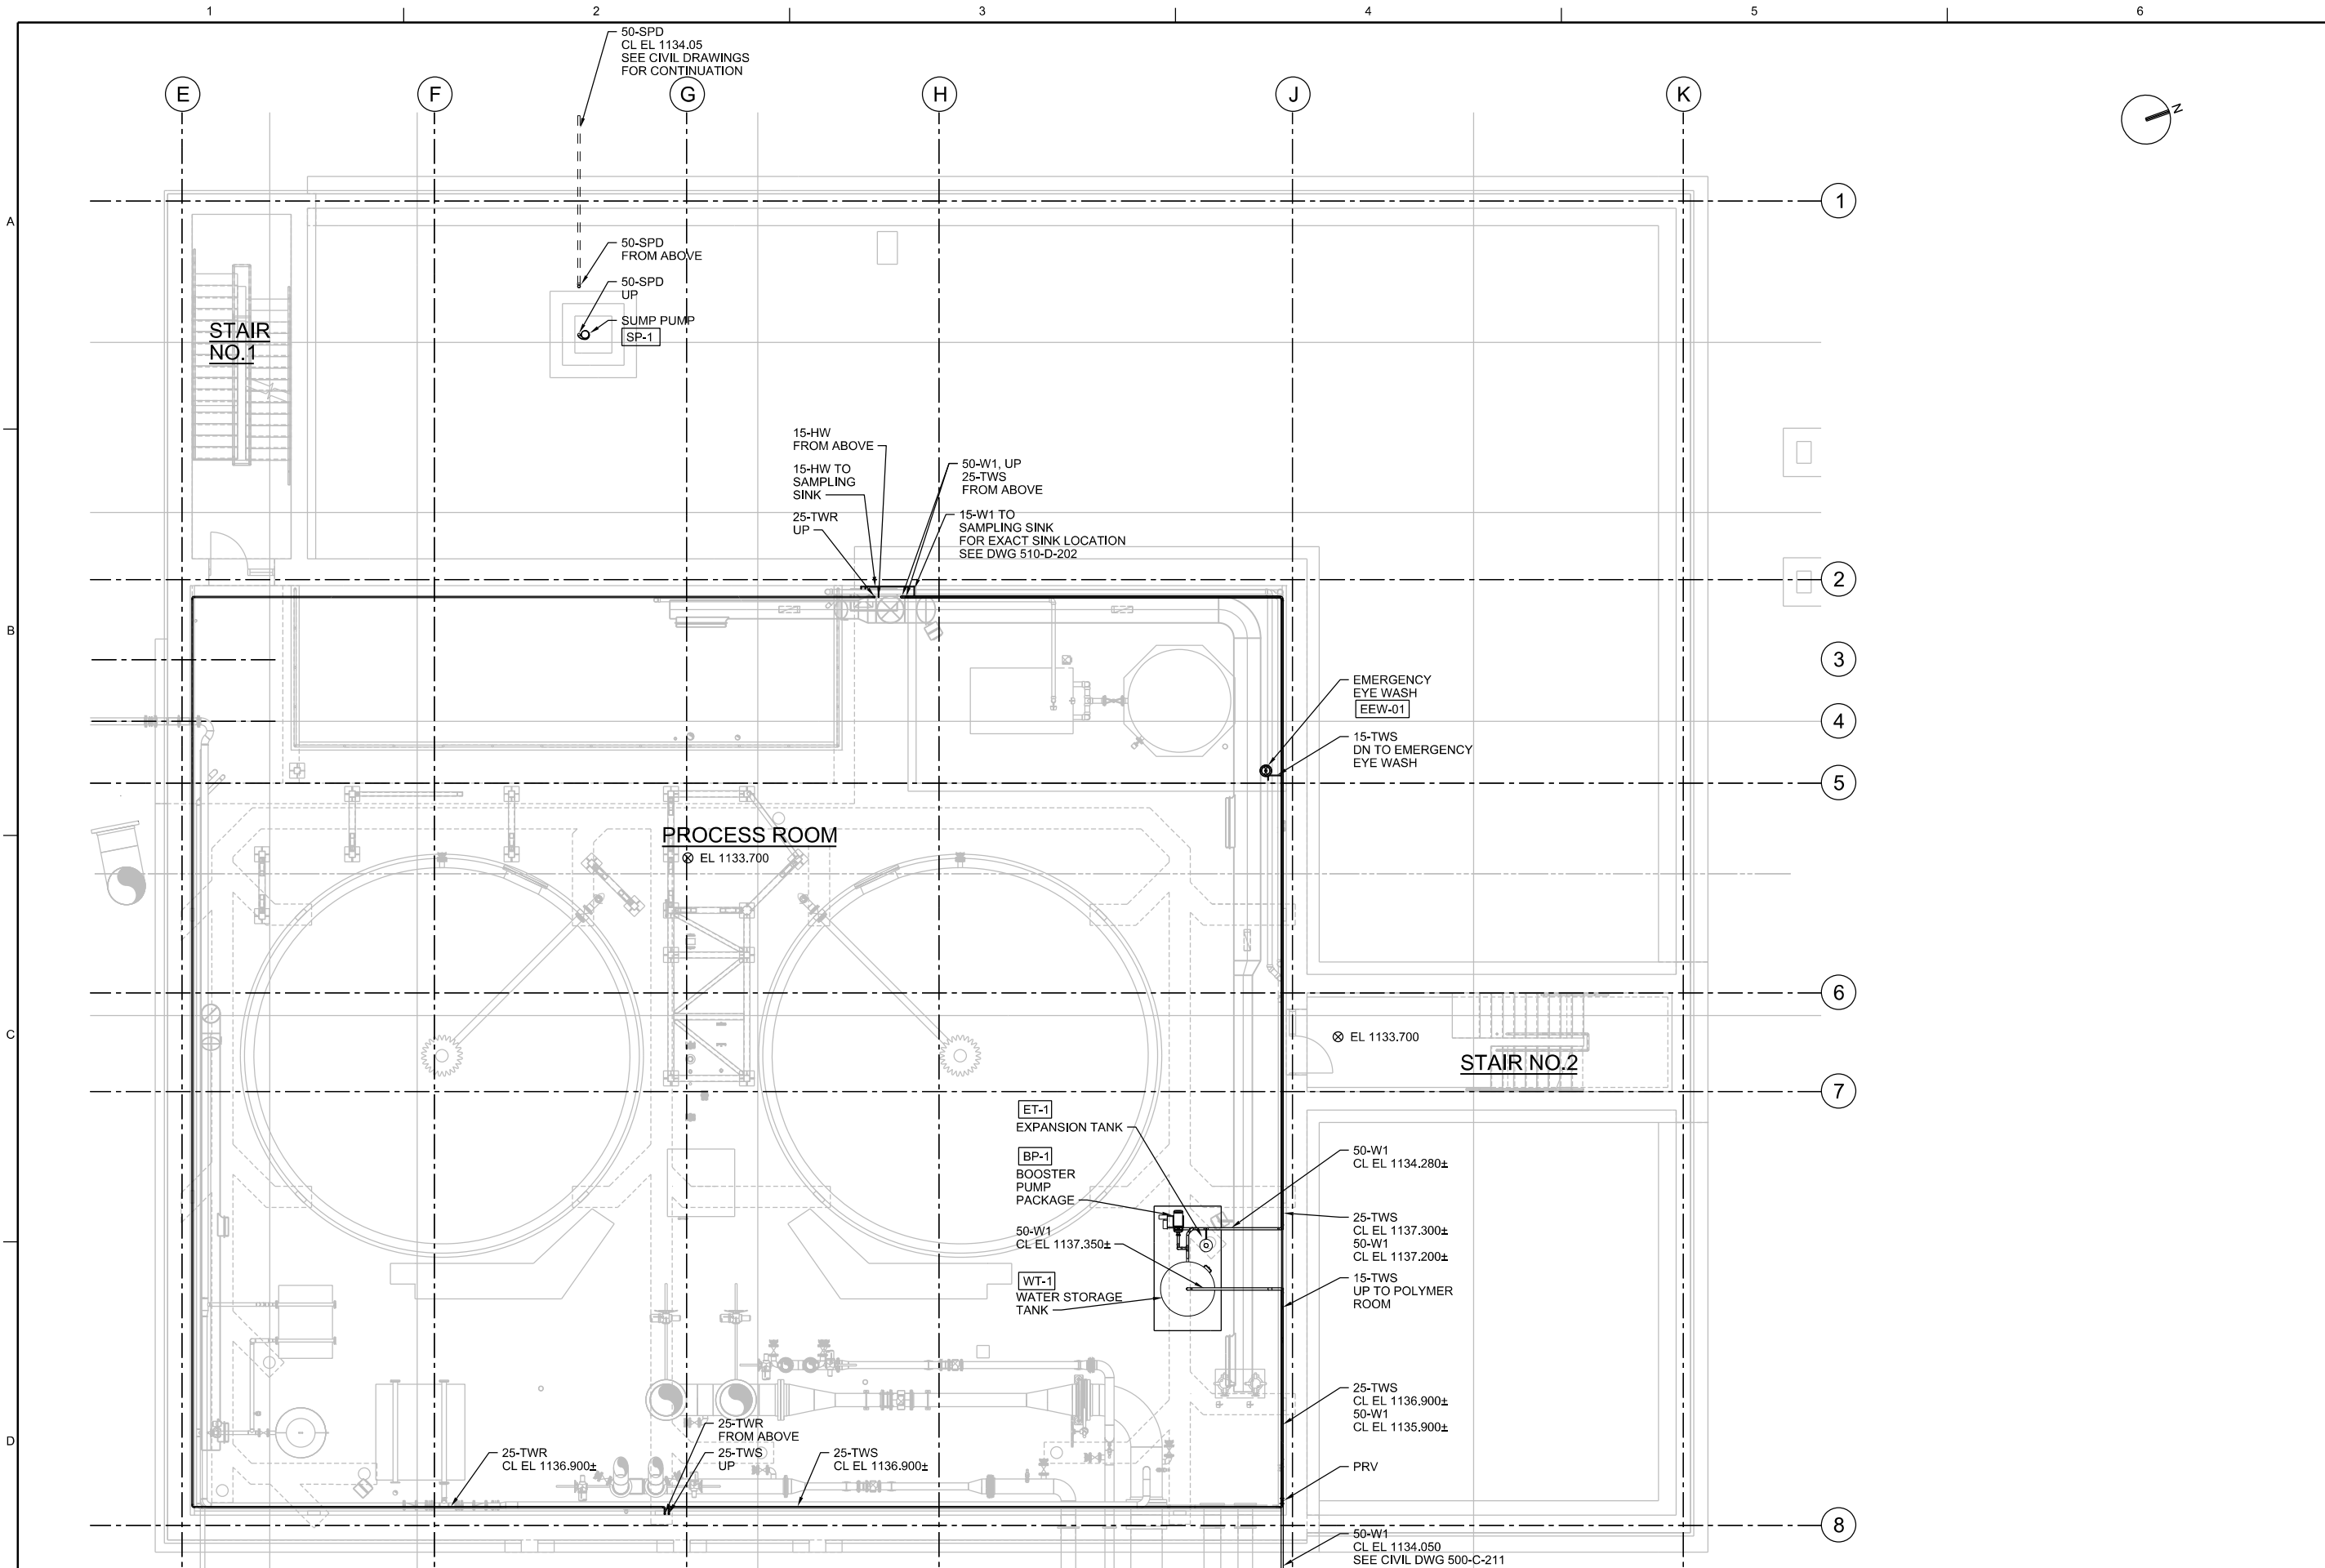 1 2 3 4 5 6
50-SPD
CL EL 1134.05
SEE CIVIL DRAWINGS
FOR CONTINUATION
E F G H J K
N
A
1
50-SPD
FROM ABOVE
50-SPD
UP
SUMP PUMP
SP-1
STAIR
NO.1
15-HW
FROM ABOVE
15-HW TO
SAMPLING
SINK
25-TWR
UP
50-W1, UP
25-TWS
FROM ABOVE
15-W1 TO
SAMPLING SINK
FOR EXACT SINK LOCATION
SEE DWG 510-D-202
2
B
3
EMERGENCY
EYE WASH
EEW-01
4
15-TWS
DN TO EMERGENCY
EYE WASH
5
PROCESS ROOM
EL 1133.700
6
C
EL 1133.700
STAIR NO.2
7
ET-1
EXPANSION TANK
BP-1
BOOSTER
PUMP
PACKAGE
50-W1
CL EL 1137.350±
WT-1
WATER STORAGE
TANK
50-W1
CL EL 1134.280±
25-TWS
CL EL 1137.300±
50-W1
CL EL 1137.200±
15-TWS
UP TO POLYMER
ROOM
25-TWS
CL EL 1136.900±
50-W1
CL EL 1135.900±
D
25-TWR
FROM ABOVE
25-TWS
UP
25-TWR
CL EL 1136.900±
25-TWS
CL EL 1136.900±
PRV
8
50-W1
CL EL 1134.050
SEE CIVIL DWG 500-C-211